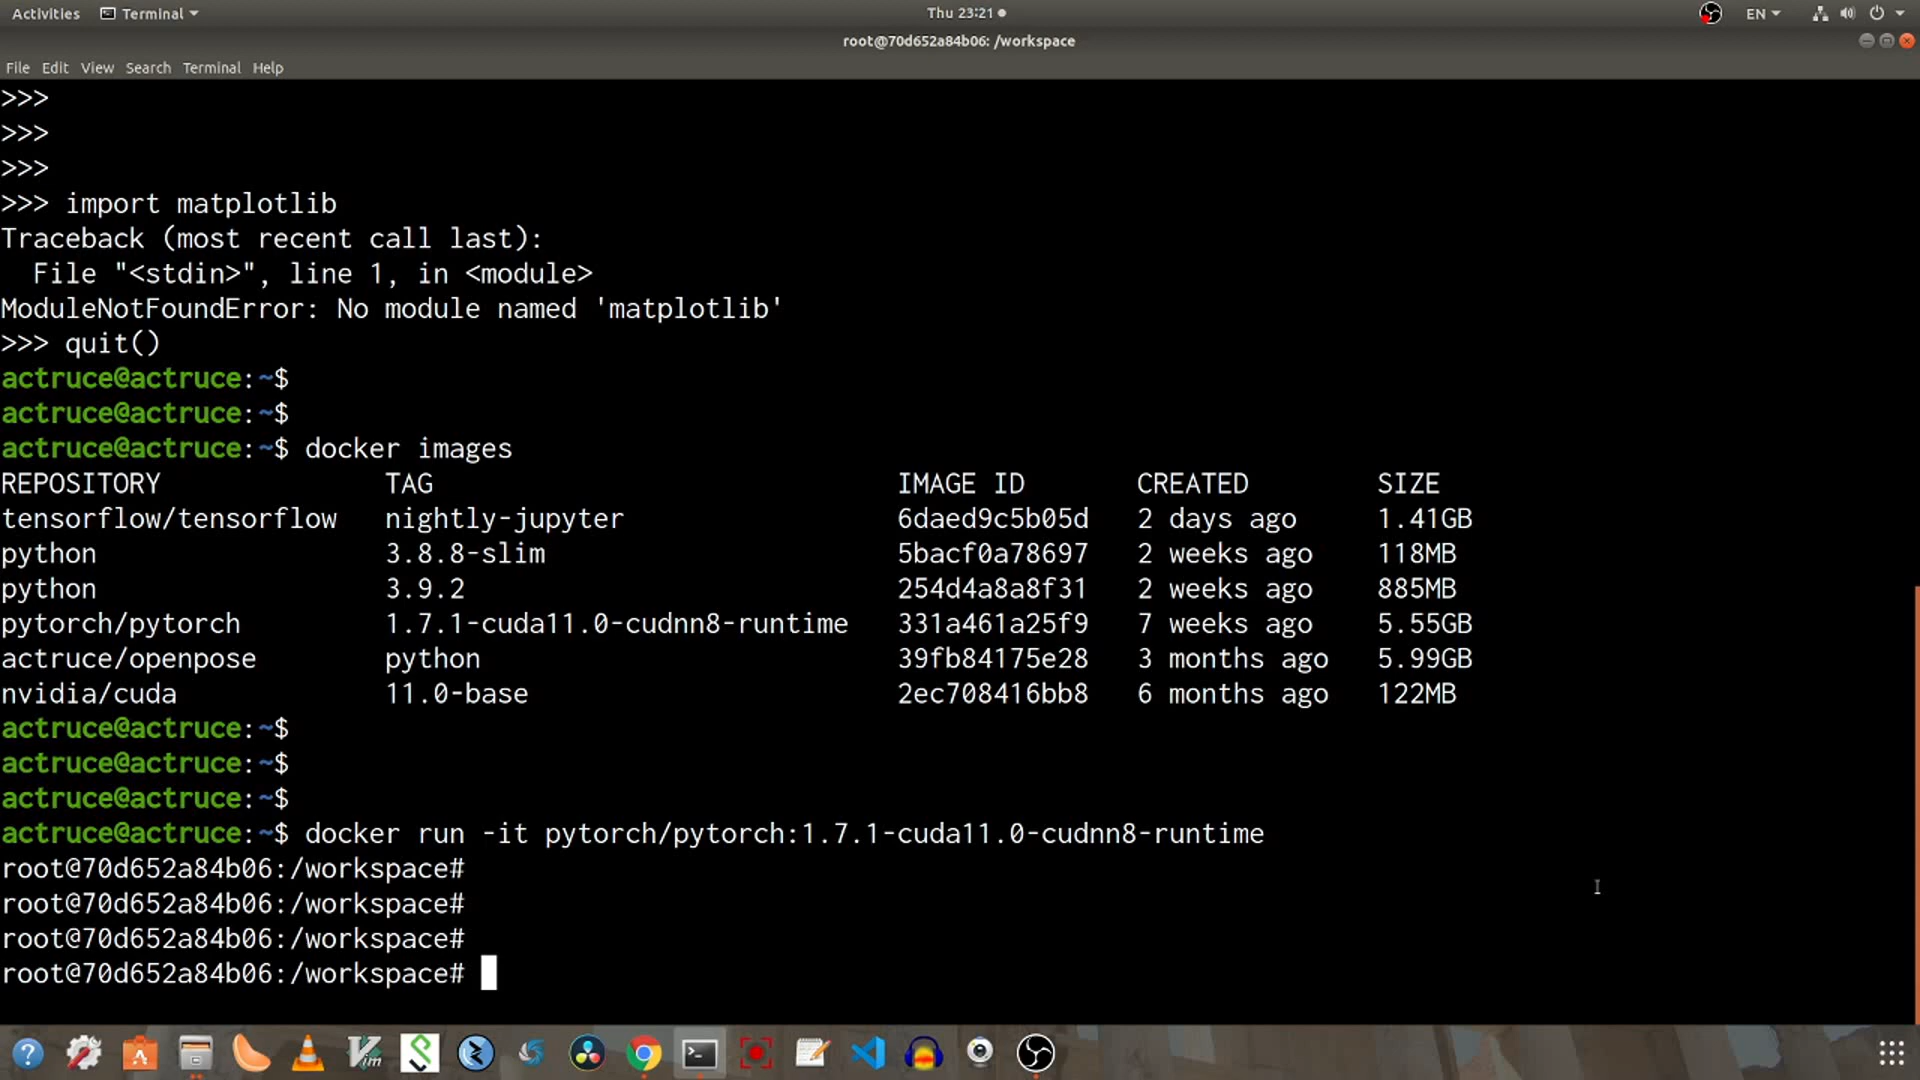 Activities Terminal Thu 23:21 EN
root@70d652a84b06: /workspace
File Edit View Search Terminal Help
>>>
>>>
>>>
>>> import matplotlib
Traceback (most recent call last):
  File "<stdin>", line 1, in <module>
ModuleNotFoundError: No module named 'matplotlib'
>>> quit()
actruce@actruce:~$
actruce@actruce:~$
actruce@actruce:~$ docker images
REPOSITORY TAG IMAGE ID CREATED SIZE
tensorflow/tensorflow nightly-jupyter 6daed9c5b05d 2 days ago 1.41GB
python 3.8.8-slim 5bacf0a78697 2 weeks ago 118MB
python 3.9.2 254d4a8a8f31 2 weeks ago 885MB
pytorch/pytorch 1.7.1-cuda11.0-cudnn8-runtime 331a461a25f9 7 weeks ago 5.55GB
actruce/openpose python 39fb84175e28 3 months ago 5.99GB
nvidia/cuda 11.0-base 2ec708416bb8 6 months ago 122MB
actruce@actruce:~$
actruce@actruce:~$
actruce@actruce:~$
actruce@actruce:~$ docker run -it pytorch/pytorch:1.7.1-cuda11.0-cudnn8-runtime
root@70d652a84b06:/workspace#
root@70d652a84b06:/workspace#
root@70d652a84b06:/workspace#
root@70d652a84b06:/workspace#